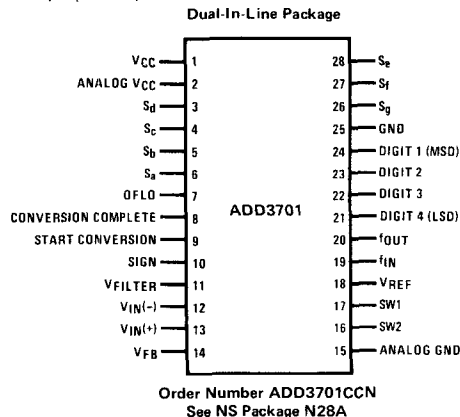 Dual-In-Line Package
VCC 1 28 Se
ANALOG VCC 2 27 Sf
Sd 3 26 Sg
Sc 4 25 GND
Sb 5 24 DIGIT 1 (MSD)
Sa 6 23 DIGIT 2
OFLO 7 22 DIGIT 3
CONVERSION COMPLETE 8 ADD3701 21 DIGIT 4 (LSD)
START CONVERSION 9 20 fOUT
SIGN 10 19 fIN
VFILTER 11 18 VREF
VIN(−) 12 17 SW1
VIN(+) 13 16 SW2
VFB 14 15 ANALOG GND
Order Number ADD3701CCN
See NS Package N28A